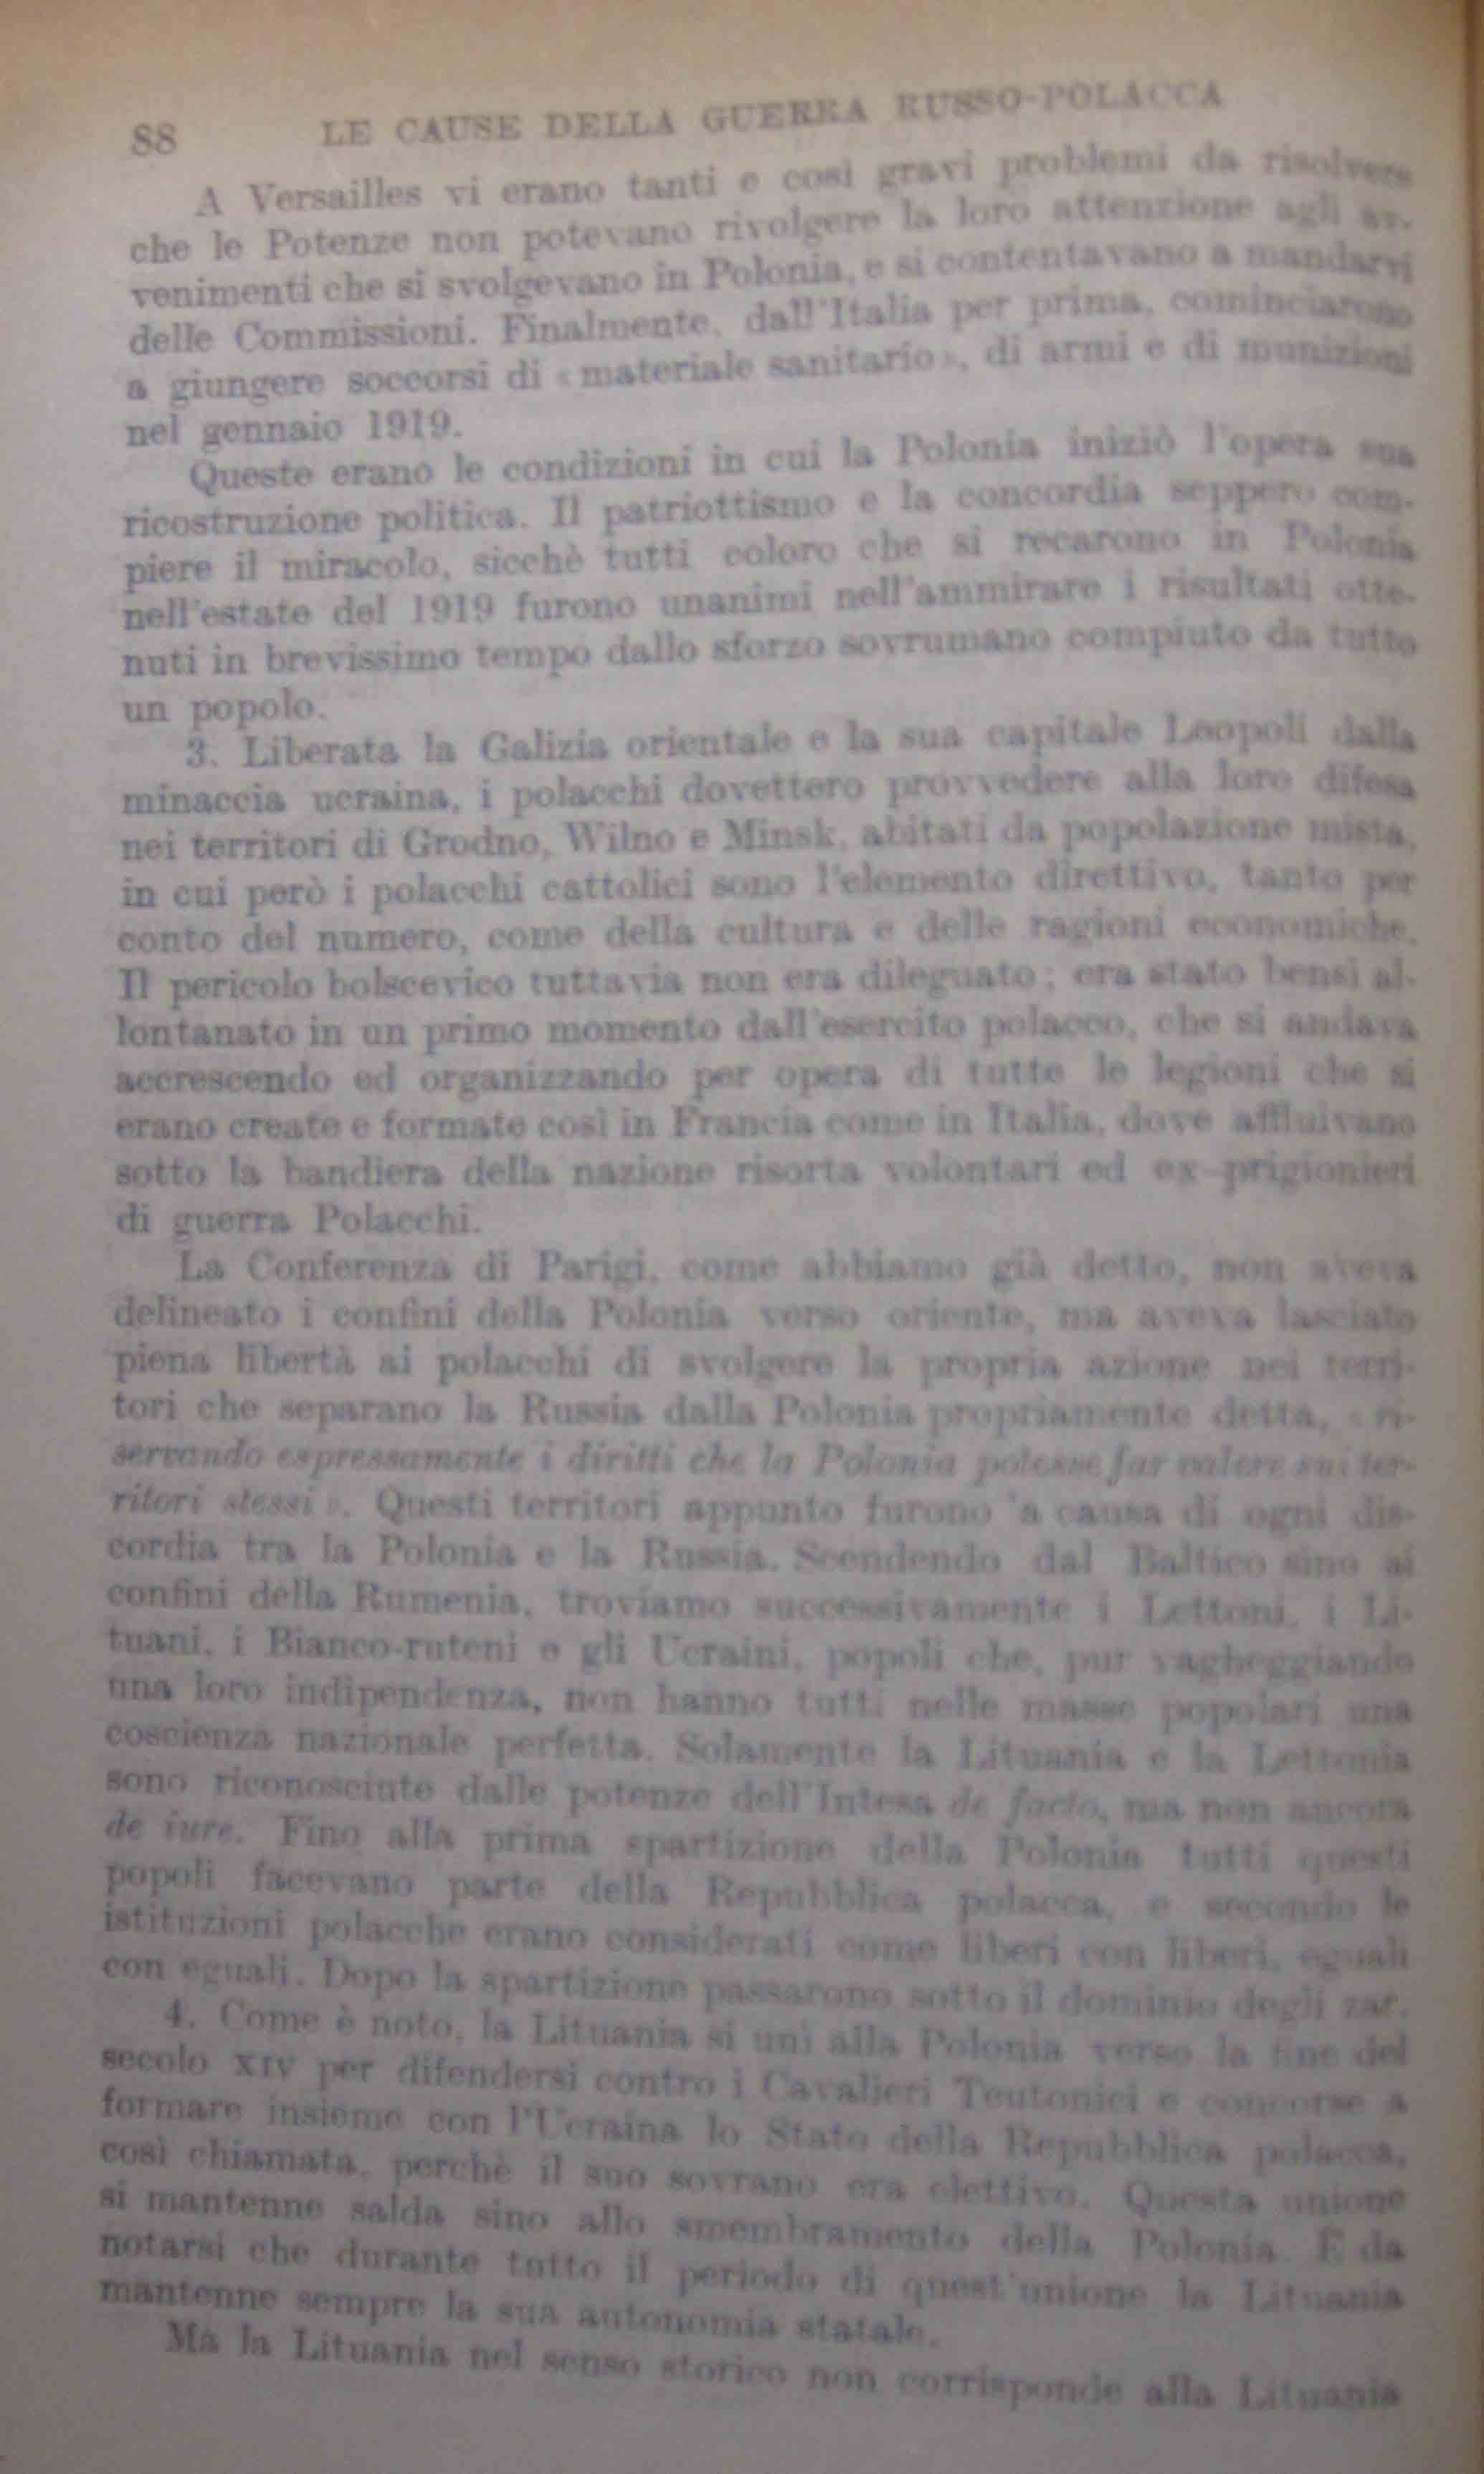 88 LE CAUSE DELLA GUERRA RUSSO-POLACCA
A Versailles vi erano tanti e così gravi problemi da risolvere
che le Potenze non potevano rivolgere la loro attenzione agli av-
venimenti che si svolgevano in Polonia, e si contentavano a mandarvi
delle Commissioni. Finalmente, dall'Italia per prima, cominciarono
a giungere soccorsi di « materiale sanitario », di armi e di munizioni
nel gennaio 1919.
Queste erano le condizioni in cui la Polonia iniziò l'opera sua
ricostruzione politica. Il patriottismo e la concordia seppero com-
piere il miracolo, sicchè tutti coloro che si recarono in Polonia
nell'estate del 1919 furono unanimi nell'ammirare i risultati otte-
nuti in brevissimo tempo dallo sforzo sovrumano compiuto da tutto
un popolo.
3. Liberata la Galizia orientale e la sua capitale Leopoli dalla
minaccia ucraina, i polacchi dovettero provvedere alla loro difesa
nei territori di Grodno, Wilno e Minsk, abitati da popolazione mista,
in cui però i polacchi cattolici sono l'elemento direttivo, tanto per
conto del numero, come della cultura e delle ragioni economiche.
Il pericolo bolscevico tuttavia non era dileguato; era stato bensì al-
lontanato in un primo momento dall'esercito polacco, che si andava
accrescendo ed organizzando per opera di tutte le legioni che si
erano create e formate così in Francia come in Italia, dove affluivano
sotto la bandiera della nazione risorta volontari ed ex-prigionieri
di guerra Polacchi.
La Conferenza di Parigi, come abbiamo già detto, non aveva
delineato i confini della Polonia verso oriente, ma aveva lasciato
piena libertà ai polacchi di svolgere la propria azione nei terri-
tori che separano la Russia dalla Polonia propriamente detta, « ri-
servando espressamente i diritti che la Polonia potesse far valere sui ter-
ritori stessi ». Questi territori appunto furono 'a causa di ogni dis-
cordia tra la Polonia e la Russia. Scendendo dal Baltico sino ai
confini della Rumenia, troviamo successivamente i Lettoni, i Li-
tuani, i Bianco-ruteni e gli Ucraini, popoli che, pur vagheggiando
una loro indipendenza, non hanno tutti nelle masse popolari una
coscienza nazionale perfetta. Solamente la Lituania e la Lettonia
sono riconosciute dalle potenze dell'Intesa de facto, ma non ancora
de iure. Fino alla prima spartizione della Polonia tutti questi
popoli facevano parte della Repubblica polacca, e secondo le
istituzioni polacche erano considerati come liberi con liberi, eguali
con eguali. Dopo la spartizione passarono sotto il dominio degli zar.
4. Come è noto, la Lituania si unì alla Polonia verso la fine del
secolo XIV per difendersi contro i Cavalieri Teutonici e concorse a
formare insieme con l'Ucraina lo Stato della Repubblica polacca,
così chiamata, perchè il suo sovrano era elettivo. Questa unione
si mantenne salda sino allo smembramento della Polonia. È da
notarsi che durante tutto il periodo di quest'unione la Lituania
mantenne sempre la sua autonomia statale.
Ma la Lituania nel senso storico non corrisponde alla Lituania